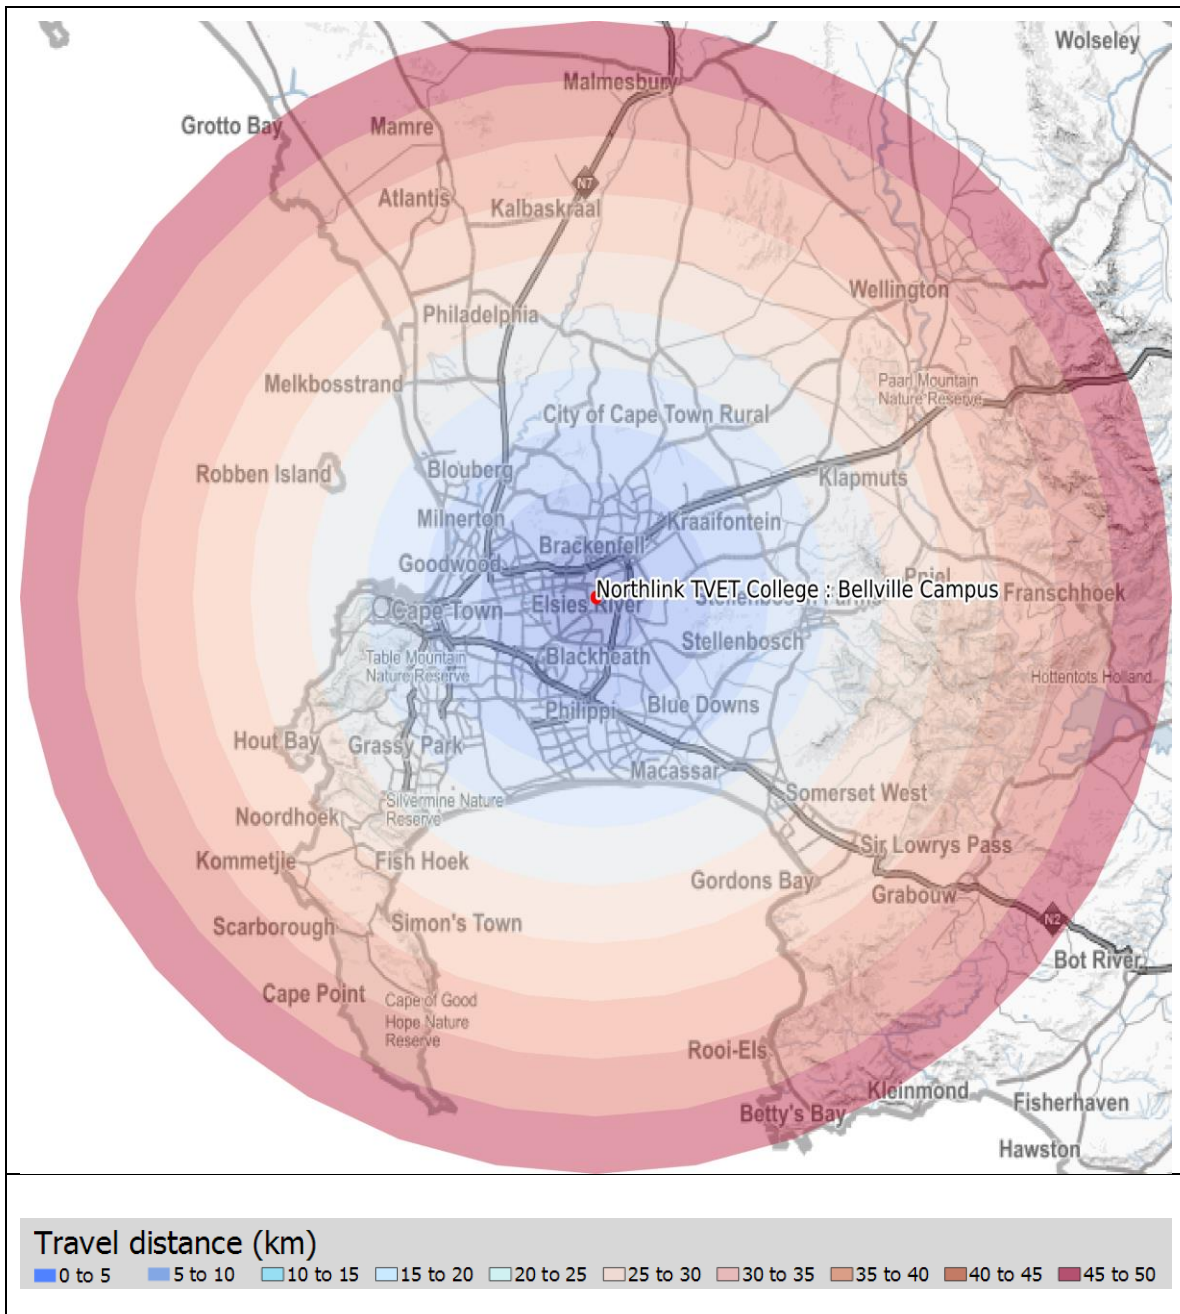 Wolseley
Malmesbury
Grotto Bay
Mamre
N7
Atlantis
Kalbaskraal
Wellington
Philadelphia
Melkbosstrand
Paarl Mountain
Nature Reserve
City of Cape Town Rural
Robben Island
Blouberg
Klapmuts
Milnerton
Kraaifontein
Brackenfell
Goodwood
Pniel
Northlink TVET College : Bellville Campus
Franschhoek
Cape Town
Elsies River
Stellenbosch Farms
Stellenbosch
Table Mountain
Nature Reserve
Blackheath
Hottentots Holland
Philippi
Blue Downs
Hout Bay
Grassy Park
Macassar
Silvermine Nature
Reserve
Somerset West
Noordhoek
Sir Lowrys Pass
Kommetjie
Fish Hoek
Gordons Bay
Grabouw
Scarborough
Simon's Town
N2
Bot River
Cape Point
Cape of Good
Hope Nature
Reserve
Rooi-Els
Kleinmond
Betty's Bay
Fisherhaven
Hawston
Travel distance (km)
0 to 5 5 to 10 10 to 15 15 to 20 20 to 25 25 to 30 30 to 35 35 to 40 40 to 45 45 to 50